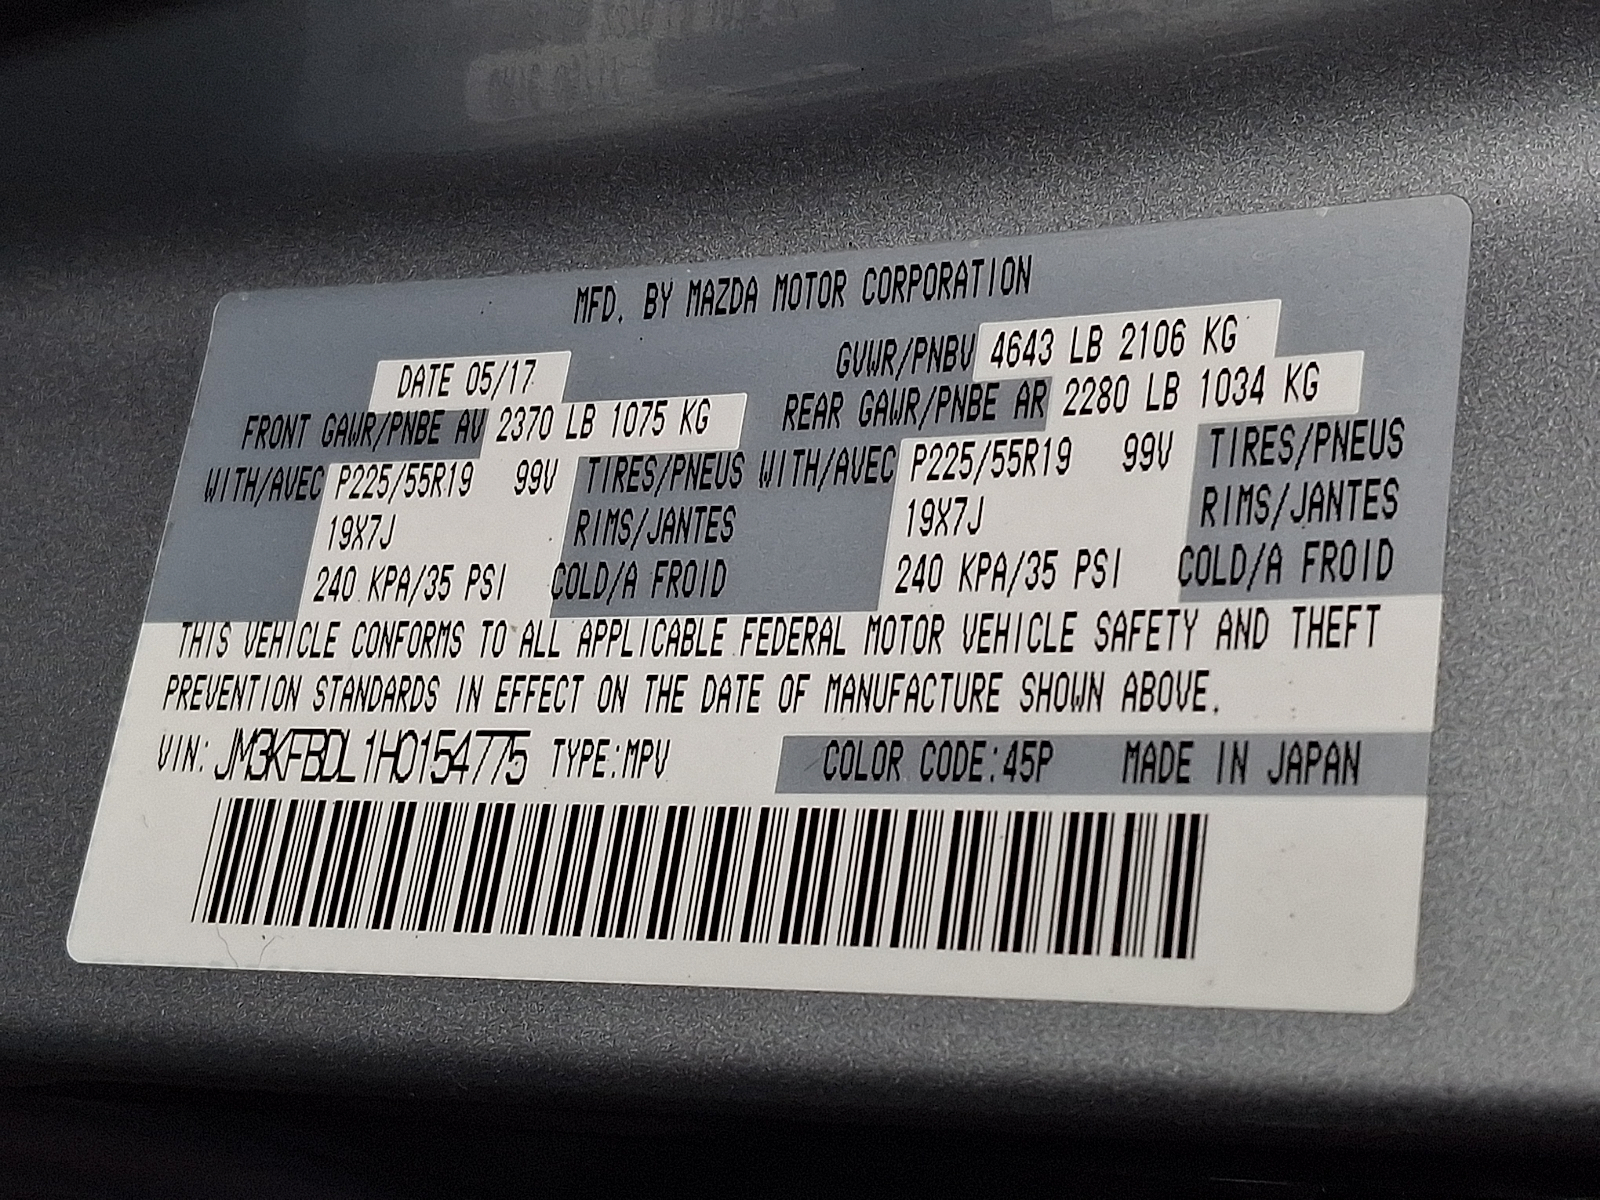 MFD. BY MAZDA MOTOR CORPORATION
DATE 05/17 GVWR/PNBV 4643 LB 2106 KG
FRONT GAWR/PNBE AV 2370 LB 1075 KG REAR GAWR/PNBE AR 2280 LB 1034 KG
WITH/AVEC P225/55R19 99V TIRES/PNEUS WITH/AVEC P225/55R19 99V TIRES/PNEUS
19X7J RIMS/JANTES 19X7J RIMS/JANTES
240 KPA/35 PSI COLD/A FROID 240 KPA/35 PSI COLD/A FROID
THIS VEHICLE CONFORMS TO ALL APPLICABLE FEDERAL MOTOR VEHICLE SAFETY AND THEFT
PREVENTION STANDARDS IN EFFECT ON THE DATE OF MANUFACTURE SHOWN ABOVE.
VIN: JM3KFBDL1H0154775 TYPE:MPV COLOR CODE:45P MADE IN JAPAN